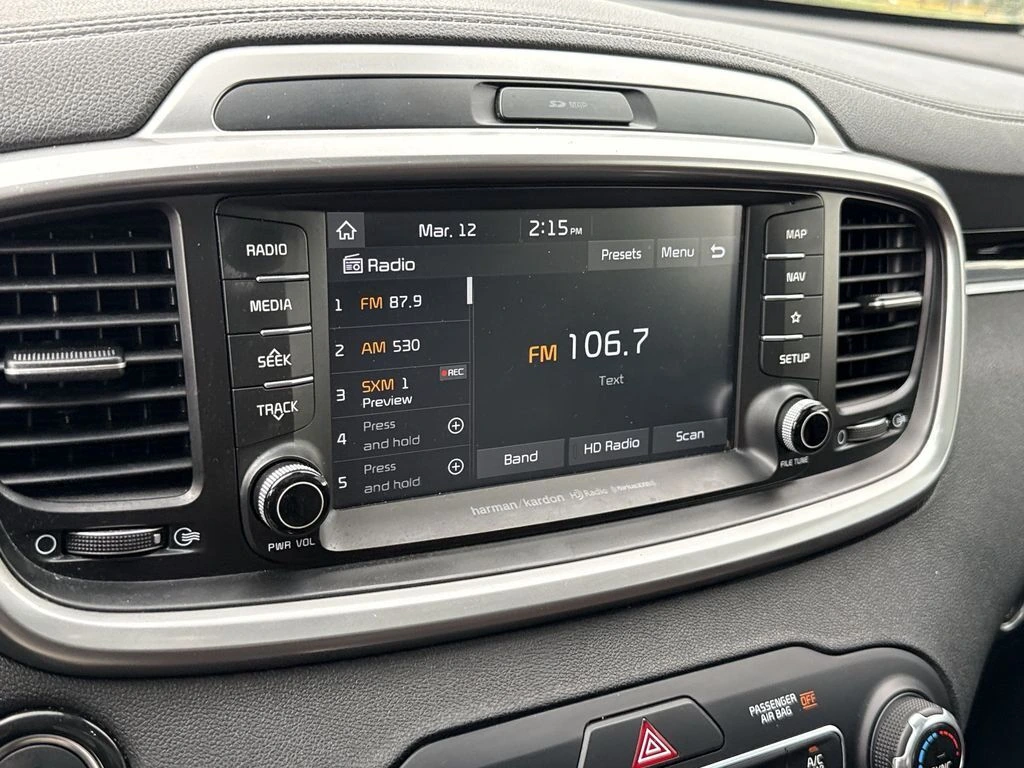 SD MAP
RADIO
MEDIA
SEEK
TRACK
PWR VOL
Mar. 12 2:15 PM
Radio
Presets Menu
1 FM 87.9
2 AM 530
3 SXM 1 REC
Preview
4 Press
and hold
5 Press
and hold
FM 106.7
Text
Band HD Radio Scan
harman/kardon HD Radio
MAP
NAV
SETUP
FILE TUNE
PASSENGER OFF
AIR BAG
A/C